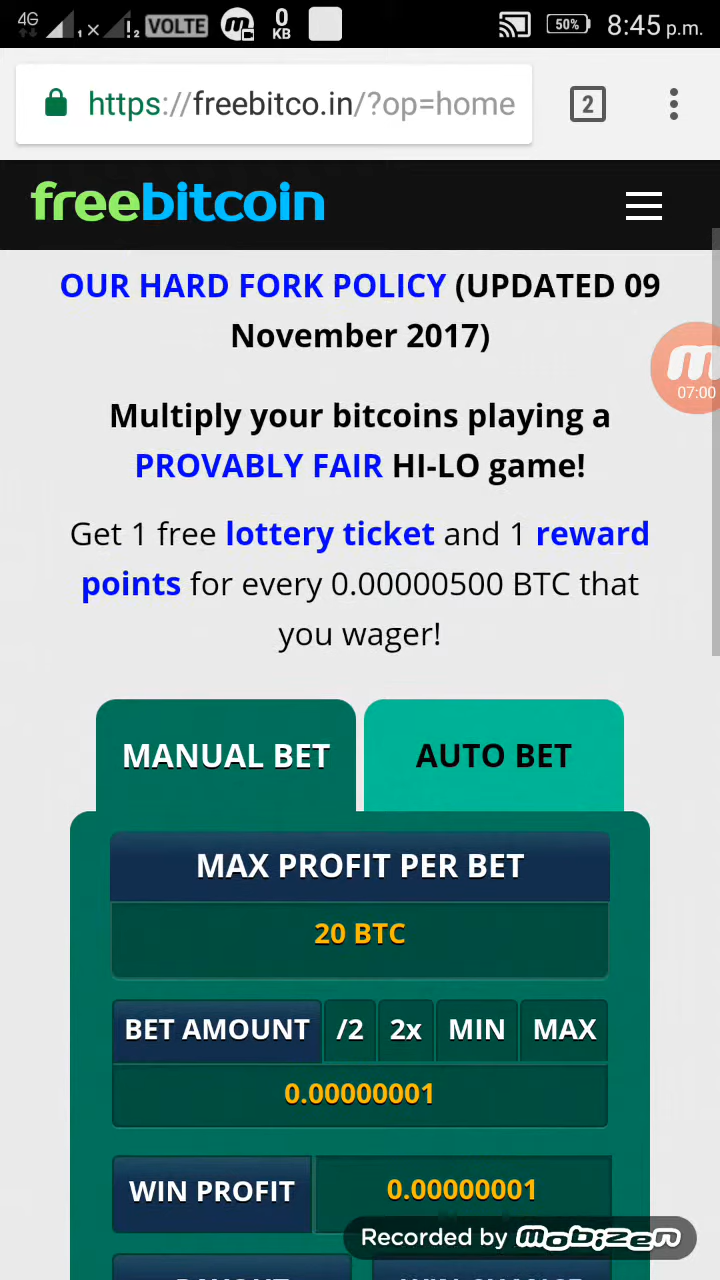 4G 1 x 2 VOLTE m 0 KB 50% 8:45 p.m.
https://freebitco.in/?op=home 2
freebitcoin
OUR HARD FORK POLICY (UPDATED 09
November 2017)
m
07:00
Multiply your bitcoins playing a
PROVABLY FAIR HI-LO game!
Get 1 free lottery ticket and 1 reward
points for every 0.00000500 BTC that
you wager!
MANUAL BET AUTO BET
MAX PROFIT PER BET
20 BTC
BET AMOUNT /2 2x MIN MAX
0.00000001
WIN PROFIT 0.00000001
Recorded by mobizen